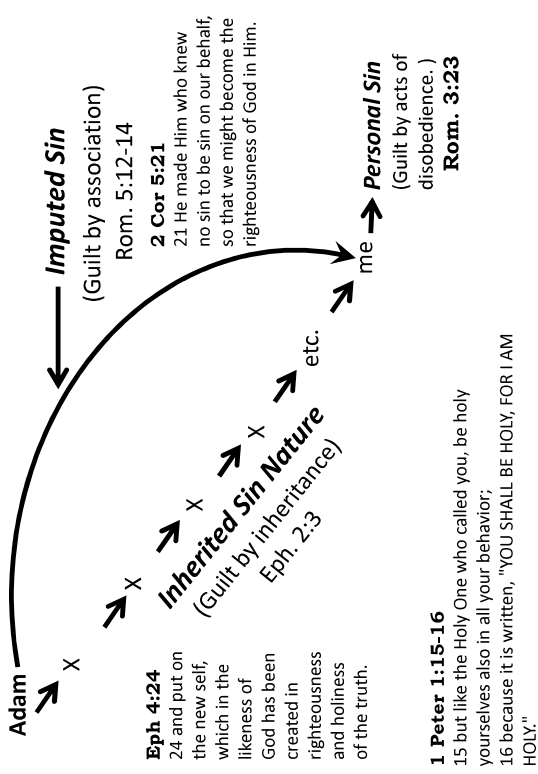 Adam
X
X
X
X
etc.
me
Imputed Sin
(Guilt by association)
Rom. 5:12-14
2 Cor 5:21
21 He made Him who knew
no sin to be sin on our behalf,
so that we might become the
righteousness of God in Him.
Personal Sin
(Guilt by acts of
disobedience. )
Rom. 3:23
Inherited Sin Nature
(Guilt by inheritance)
Eph. 2:3
Eph 4:24
24 and put on
the new self,
which in the
likeness of
God has been
created in
righteousness
and holiness
of the truth.
1 Peter 1:15-16
15 but like the Holy One who called you, be holy
yourselves also in all your behavior;
16 because it is written, "YOU SHALL BE HOLY, FOR I AM
HOLY."